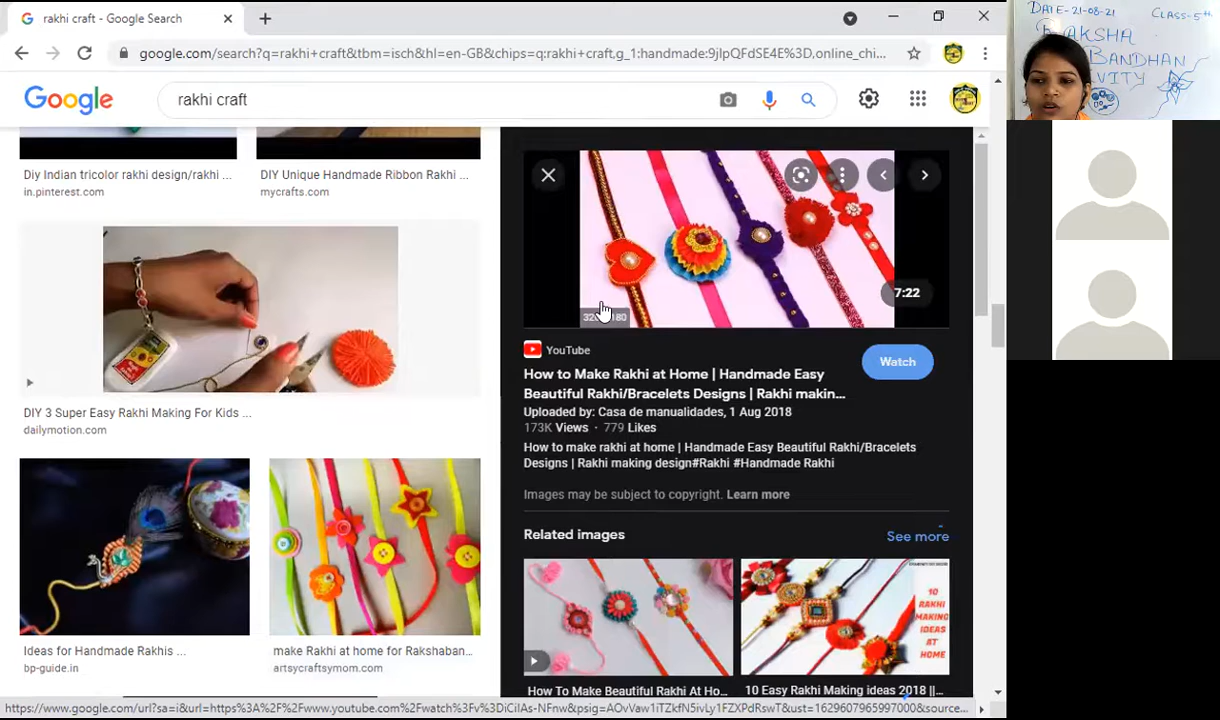 rakhi craft - Google Search
google.com/search?q=rakhi+craft&tbm=isch&hl=en-GB&chips=q:rakhi+craft,g_1:handmade:9jlpQFdSE4E%3D,online_chi...
Google
rakhi craft
Diy Indian tricolor rakhi design/rakhi ...
in.pinterest.com
DIY Unique Handmade Ribbon Rakhi ...
mycrafts.com
DIY 3 Super Easy Rakhi Making For Kids ...
dailymotion.com
Ideas for Handmade Rakhis ...
bp-guide.in
make Rakhi at home for Rakshaban...
artsycraftsymom.com
7:22
YouTube
Watch
How to Make Rakhi at Home | Handmade Easy
Beautiful Rakhi/Bracelets Designs | Rakhi makin...
Uploaded by: Casa de manualidades, 1 Aug 2018
173K Views · 779 Likes
How to make rakhi at home | Handmade Easy Beautiful Rakhi/Bracelets
Designs | Rakhi making design#Rakhi #Handmade Rakhi
Images may be subject to copyright. Learn more
Related images
See more
10
RAKHI
MAKING
IDEAS
AT
HOME
How To Make Beautiful Rakhi At Ho...
10 Easy Rakhi Making ideas 2018 ||...
DATE-21-08-21
CLASS-5th
RAKSHA
BANDHAN